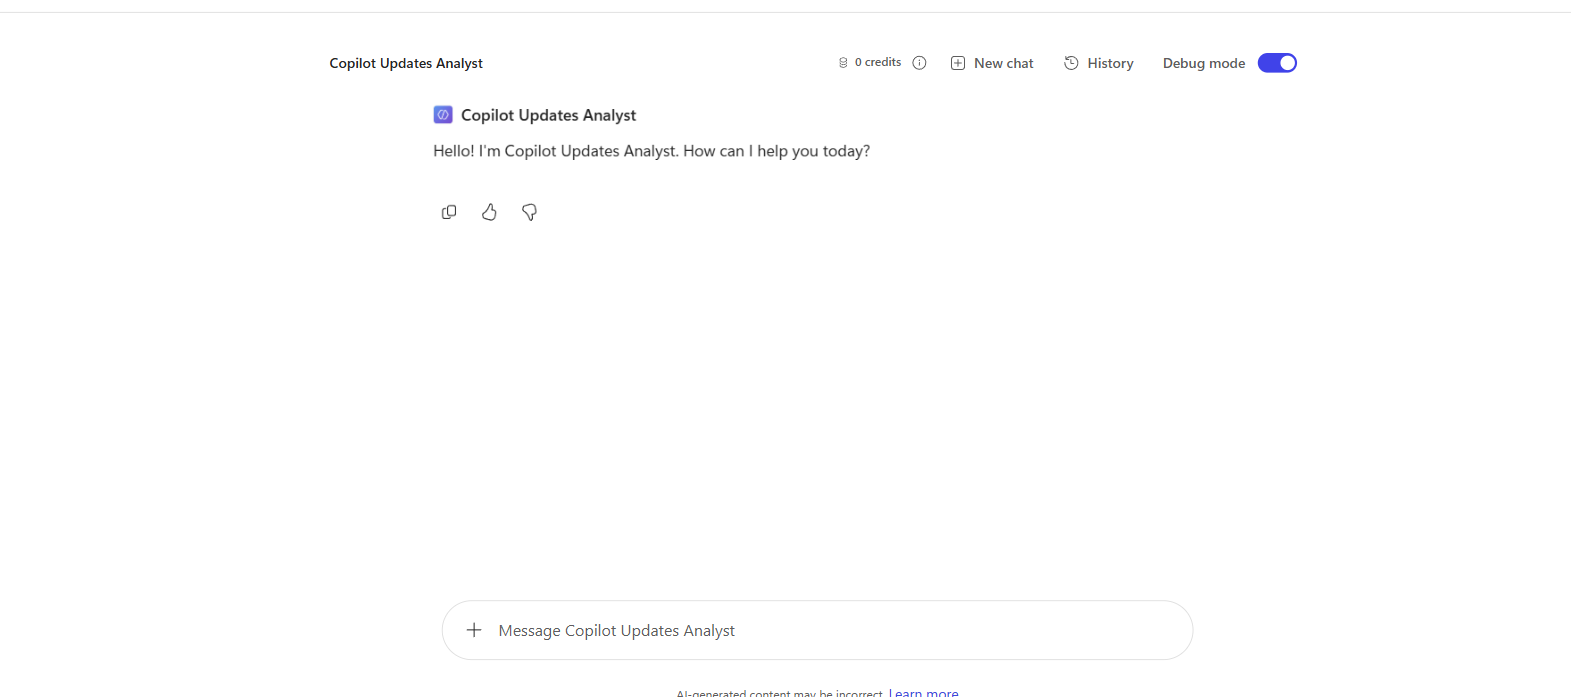 Copilot Updates Analyst
0 credits
New chat
History
Debug mode
Copilot Updates Analyst
Hello! I'm Copilot Updates Analyst. How can I help you today?
Message Copilot Updates Analyst
AI-generated content may be incorrect. Learn more